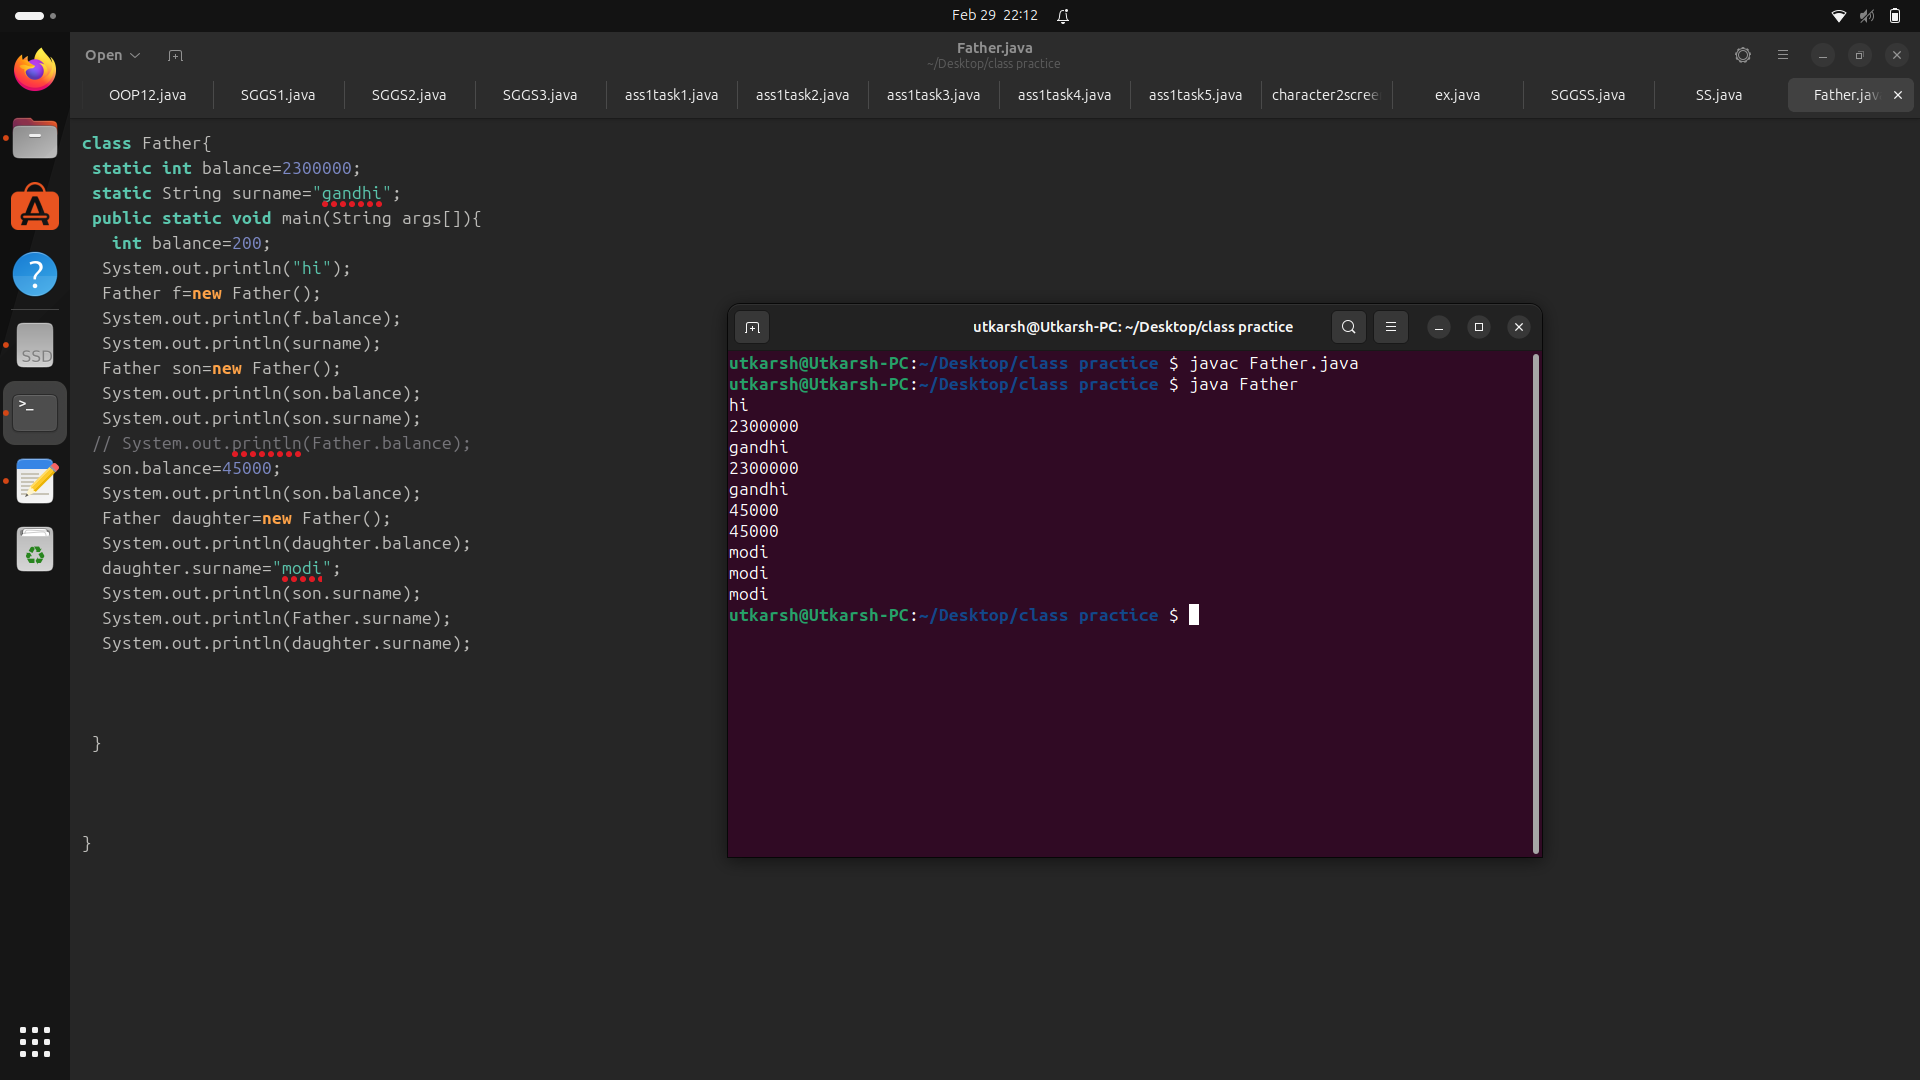 Feb 29 22:12
Open
Father.java
~/Desktop/class practice
OOP12.java SGGS1.java SGGS2.java SGGS3.java ass1task1.java ass1task2.java ass1task3.java ass1task4.java ass1task5.java character2scree ex.java SGGSS.java SS.java Father.jav
class Father{
static int balance=2300000;
static String surname="gandhi";
public static void main(String args[]){
int balance=200;
System.out.println("hi");
Father f=new Father();
System.out.println(f.balance);
System.out.println(surname);
Father son=new Father();
System.out.println(son.balance);
System.out.println(son.surname);
// System.out.println(Father.balance);
son.balance=45000;
System.out.println(son.balance);
Father daughter=new Father();
System.out.println(daughter.balance);
daughter.surname="modi";
System.out.println(son.surname);
System.out.println(Father.surname);
System.out.println(daughter.surname);
}
}
utkarsh@Utkarsh-PC: ~/Desktop/class practice
utkarsh@Utkarsh-PC:~/Desktop/class practice $ javac Father.java
utkarsh@Utkarsh-PC:~/Desktop/class practice $ java Father
hi
2300000
gandhi
2300000
gandhi
45000
45000
modi
modi
modi
utkarsh@Utkarsh-PC:~/Desktop/class practice $
SSD